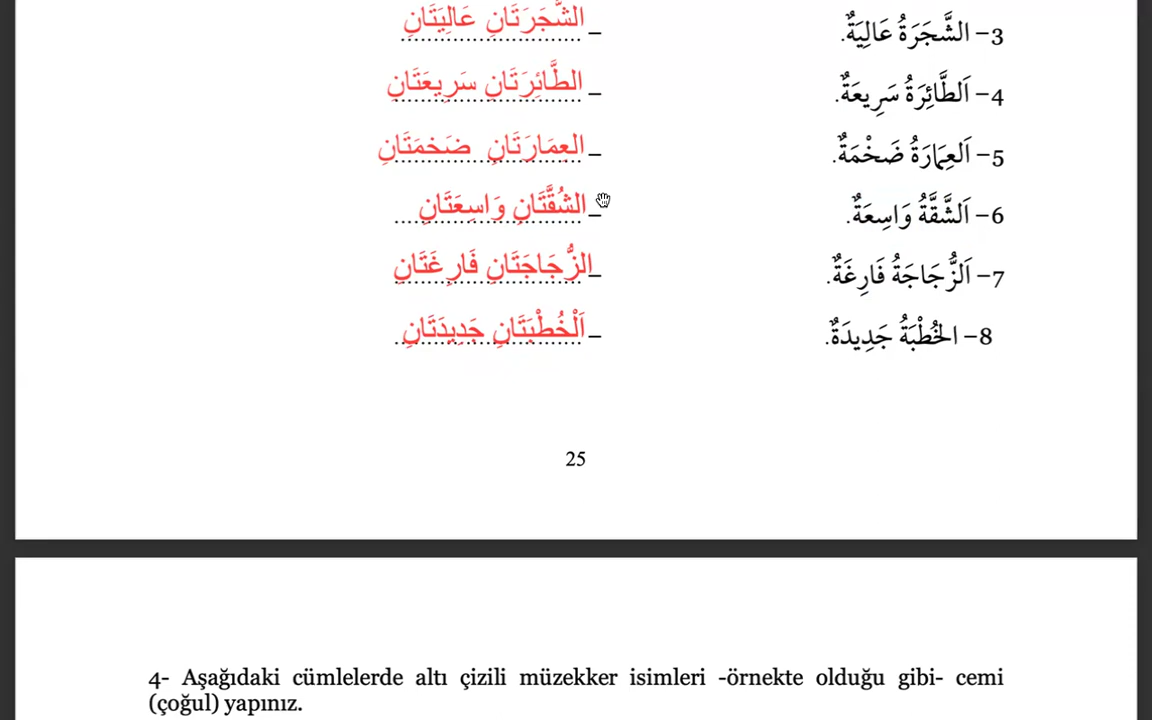 3- الشَّجَرَةُ عَالِيَةٌ. – الشَّجَرَتَانِ عَالِيَتَانِ
4- اَلطَّائِرَةُ سَرِيعَةٌ. – الطَّائِرَتَانِ سَرِيعَتَانِ
5- اَلعِمَارَةُ ضَخْمَةٌ. – العِمَارَتَانِ ضَخمَتَانِ
6- اَلشَّقَّةُ وَاسِعَةٌ. – الشُقَّتَانِ وَاسِعَتَانِ
7- اَلزُّجَاجَةُ فَارِغَةٌ. – الزُّجَاجَتَانِ فَارِغَتَانِ
8- الخُطْبَةُ جَدِيدَةٌ. – اَلْخُطْبَتَانِ جَدِيدَتَانِ
25
4- Aşağıdaki cümlelerde altı çizili müzekker isimleri -örnekte olduğu gibi- cemi
(çoğul) yapınız.